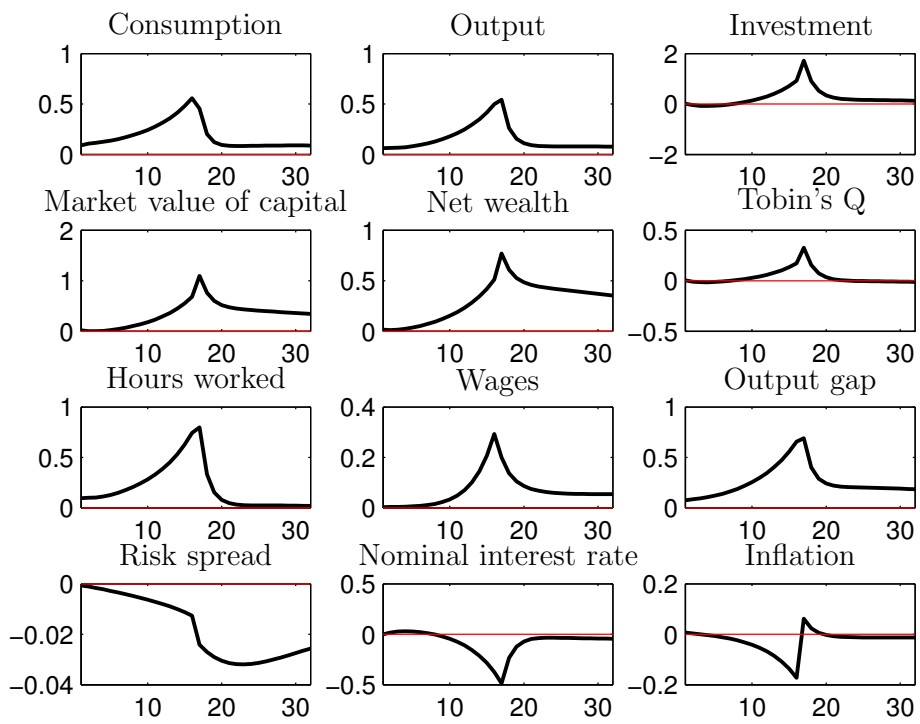 Consumption
Output
Investment
1
0.5
0
10 20 30
1
0.5
0
10 20 30
2
0
−2
10 20 30
Market value of capital
Net wealth
Tobin's Q
2
1
0
10 20 30
1
0.5
0
10 20 30
0.5
0
−0.5
10 20 30
Hours worked
Wages
Output gap
1
0.5
0
10 20 30
0.4
0.2
0
10 20 30
1
0.5
0
10 20 30
Risk spread
Nominal interest rate
Inflation
0
−0.02
−0.04
10 20 30
0.5
0
−0.5
10 20 30
0.2
0
−0.2
10 20 30